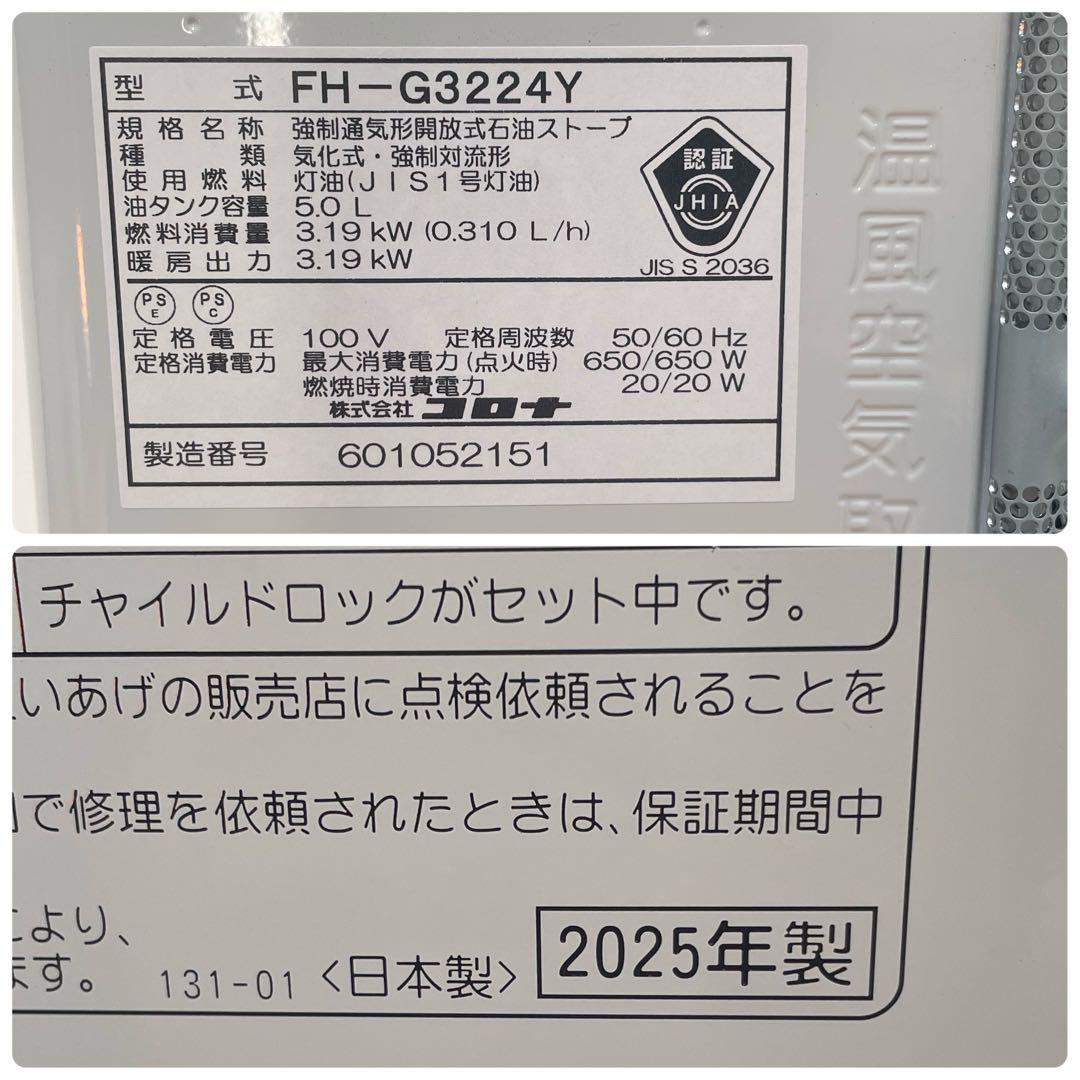 型式 FH-G3224Y
規格名称 強制通気形開放式石油ストーブ
種類 気化式・強制対流形
使用燃料 灯油(JIS1号灯油)
油タンク容量 5.0 L
燃料消費量 3.19 kW (0.310 L/h)
暖房出力 3.19 kW
認証
JHIA
JIS S 2036
PS E PS C
定格電圧 100 V 定格周波数 50/60 Hz
定格消費電力 最大消費電力(点火時) 650/650 W
燃焼時消費電力 20/20 W
株式会社 コロナ
製造番号 601052151
温風空気取
チャイルドロックがセット中です。
いあげの販売店に点検依頼されることを
で修理を依頼されたときは、保証期間中
により、
ます。 131-01 <日本製> 2025年製